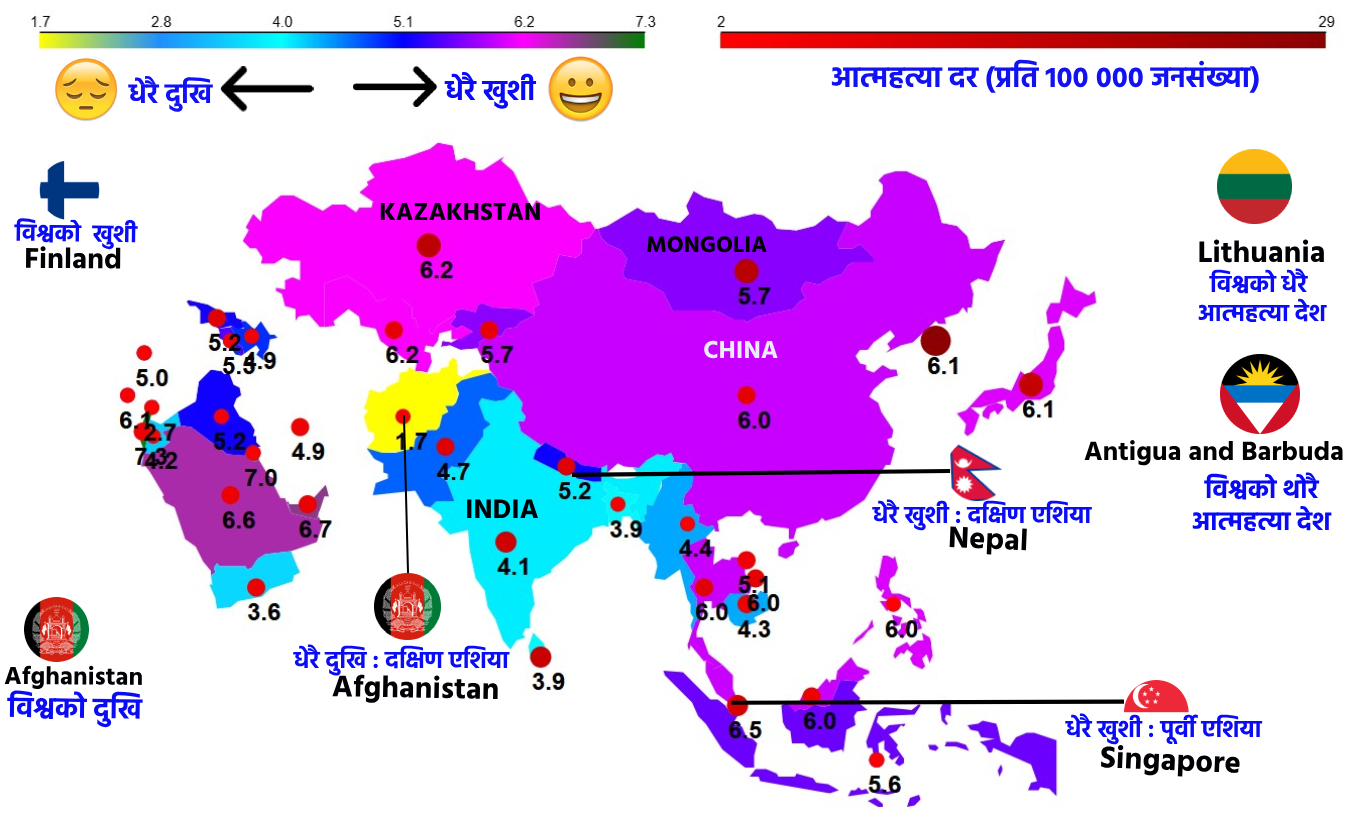 1.7 2.8 4.0 5.1 6.2 7.3
2 29
धेरै दुखि
धेरै खुशी
आत्महत्या दर (प्रति 100 000 जनसंख्या)
विश्वको खुशी
Finland
KAZAKHSTAN
6.2
MONGOLIA
5.7
Lithuania
विश्वको धेरै
आत्महत्या देश
5.2
4.9
5.0
6.2
5.7
CHINA
6.1
6.1
6.0
6.1
2.7
4.2
5.2
4.9
1.7
4.7
7.0
5.2
Antigua and Barbuda
विश्वको थोरै
आत्महत्या देश
6.6
6.7
INDIA
3.9
4.4
4.1
धेरै खुशी : दक्षिण एशिया
Nepal
3.6
5.1
6.0
6.0
4.3
6.0
Afghanistan
विश्वको दुखि
धेरै दुखि : दक्षिण एशिया
Afghanistan
3.9
6.5
6.0
5.6
धेरै खुशी : पूर्वी एशिया
Singapore